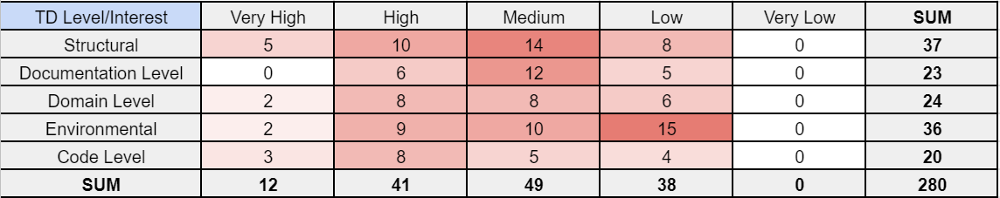 TD Level/Interest Very High High Medium Low Very Low SUM
Structural 5 10 14 8 0 37
Documentation Level 0 6 12 5 0 23
Domain Level 2 8 8 6 0 24
Environmental 2 9 10 15 0 36
Code Level 3 8 5 4 0 20
SUM 12 41 49 38 0 280